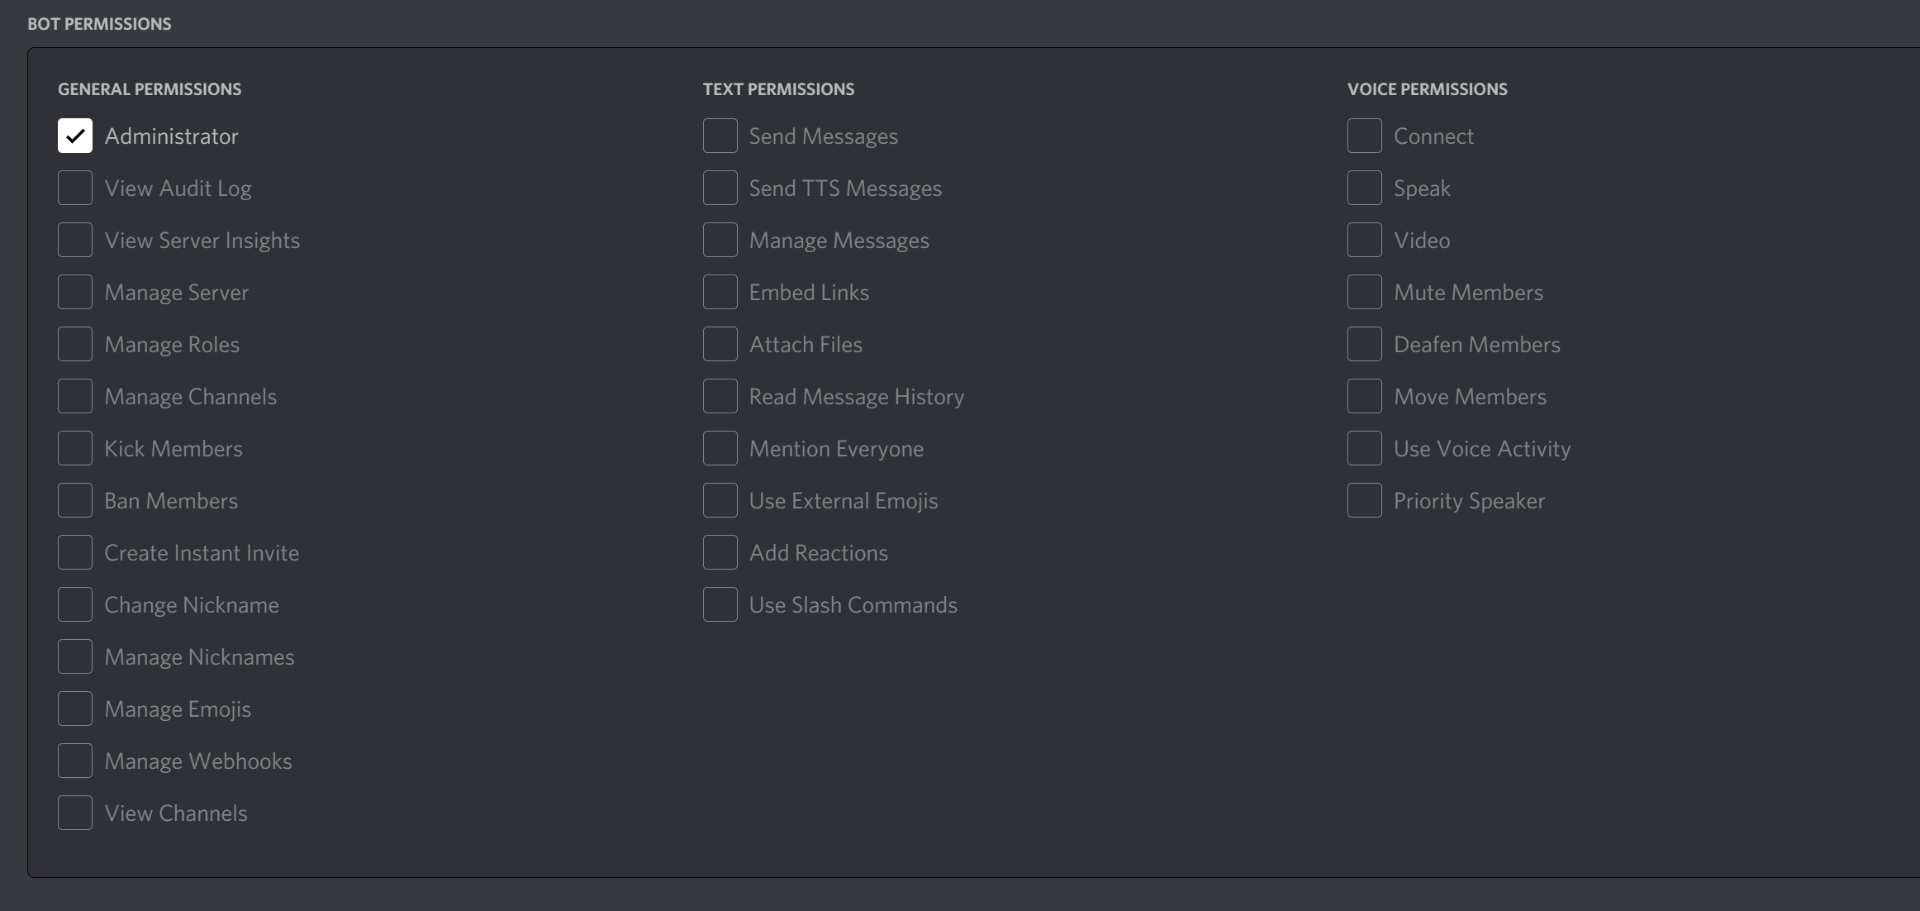 BOT PERMISSIONS
GENERAL PERMISSIONS
Administrator
View Audit Log
View Server Insights
Manage Server
Manage Roles
Manage Channels
Kick Members
Ban Members
Create Instant Invite
Change Nickname
Manage Nicknames
Manage Emojis
Manage Webhooks
View Channels
TEXT PERMISSIONS
Send Messages
Send TTS Messages
Manage Messages
Embed Links
Attach Files
Read Message History
Mention Everyone
Use External Emojis
Add Reactions
Use Slash Commands
VOICE PERMISSIONS
Connect
Speak
Video
Mute Members
Deafen Members
Move Members
Use Voice Activity
Priority Speaker